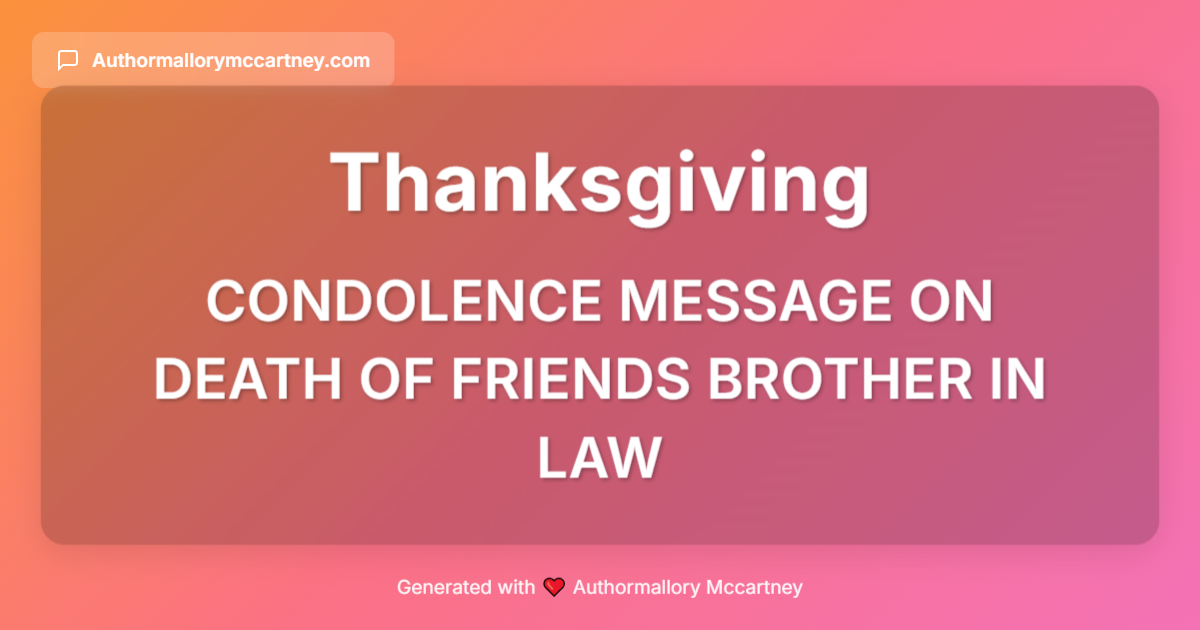 Authormallorymccartney.com
Thanksgiving
CONDOLENCE MESSAGE ON
DEATH OF FRIENDS BROTHER IN
LAW
Generated with ❤️ Authormallory Mccartney